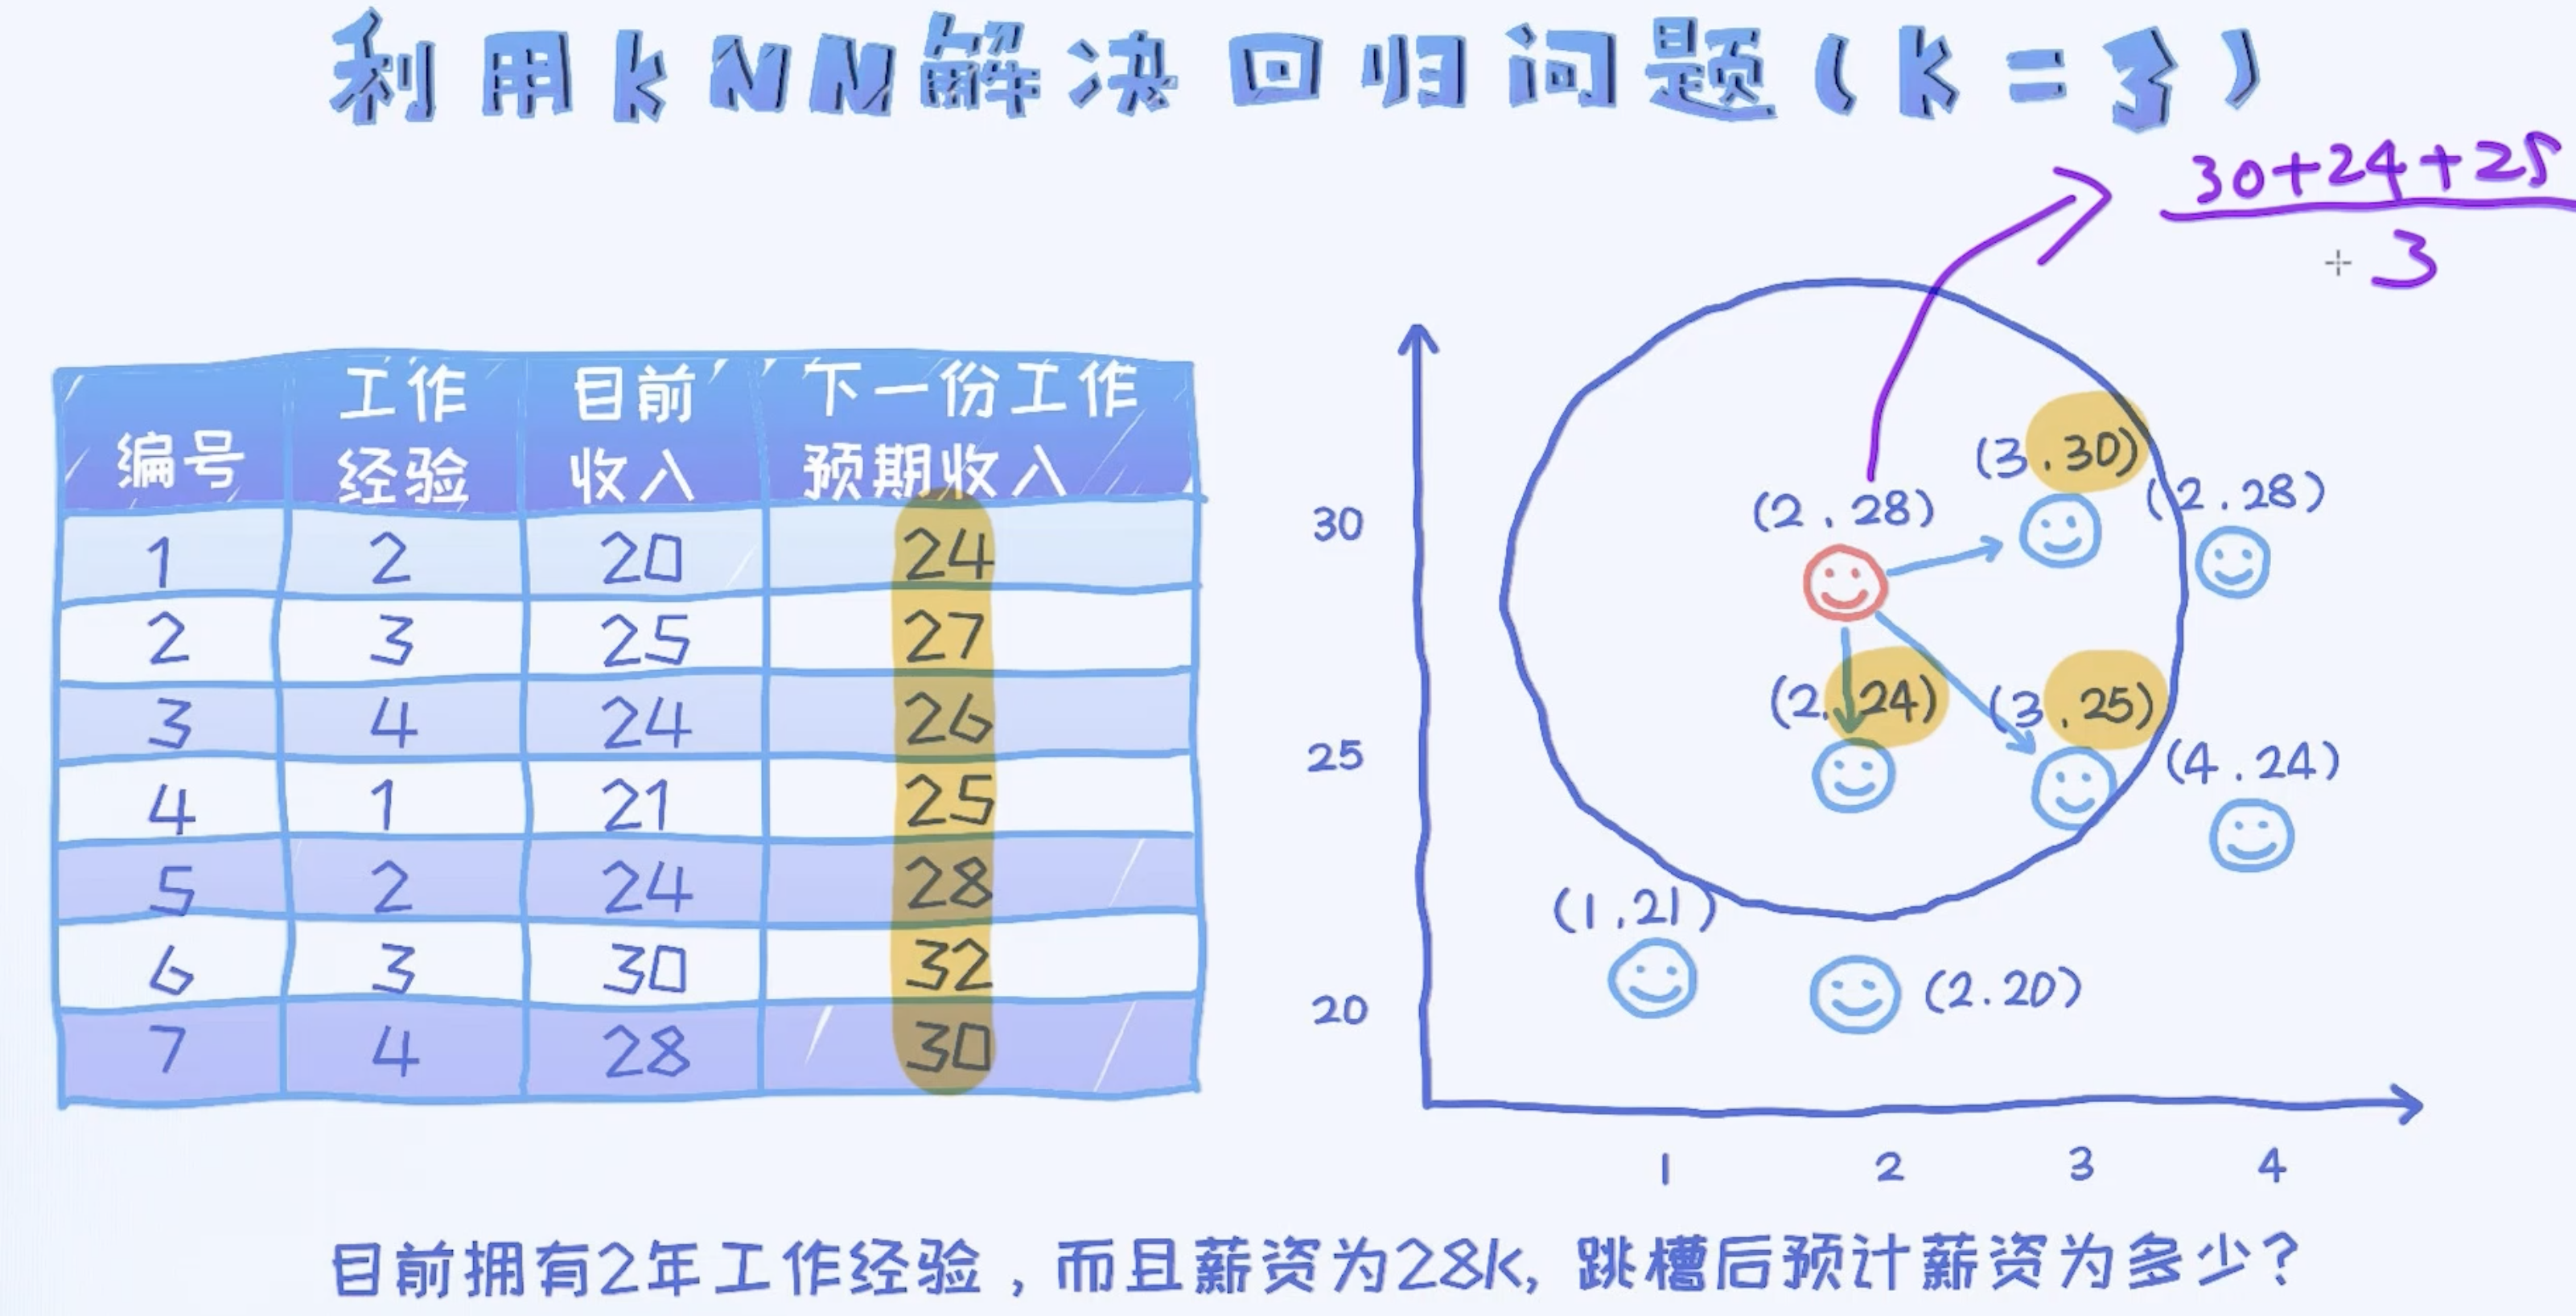 利用kNN解决回归问题(K=3)
30+24+25
3
编号 工作经验 目前收入 下一份工作预期收入
1 2 20 24
2 3 25 27
3 4 24 26
4 1 21 25
5 2 24 28
6 3 30 32
7 4 28 30
30
25
20
(3.30)
(2.28)
(2.28)
(2.24)
(3.25)
(4.24)
(1.21)
(2.20)
1 2 3 4
目前拥有2年工作经验,而且薪资为28K,跳槽后预计薪资为多少?